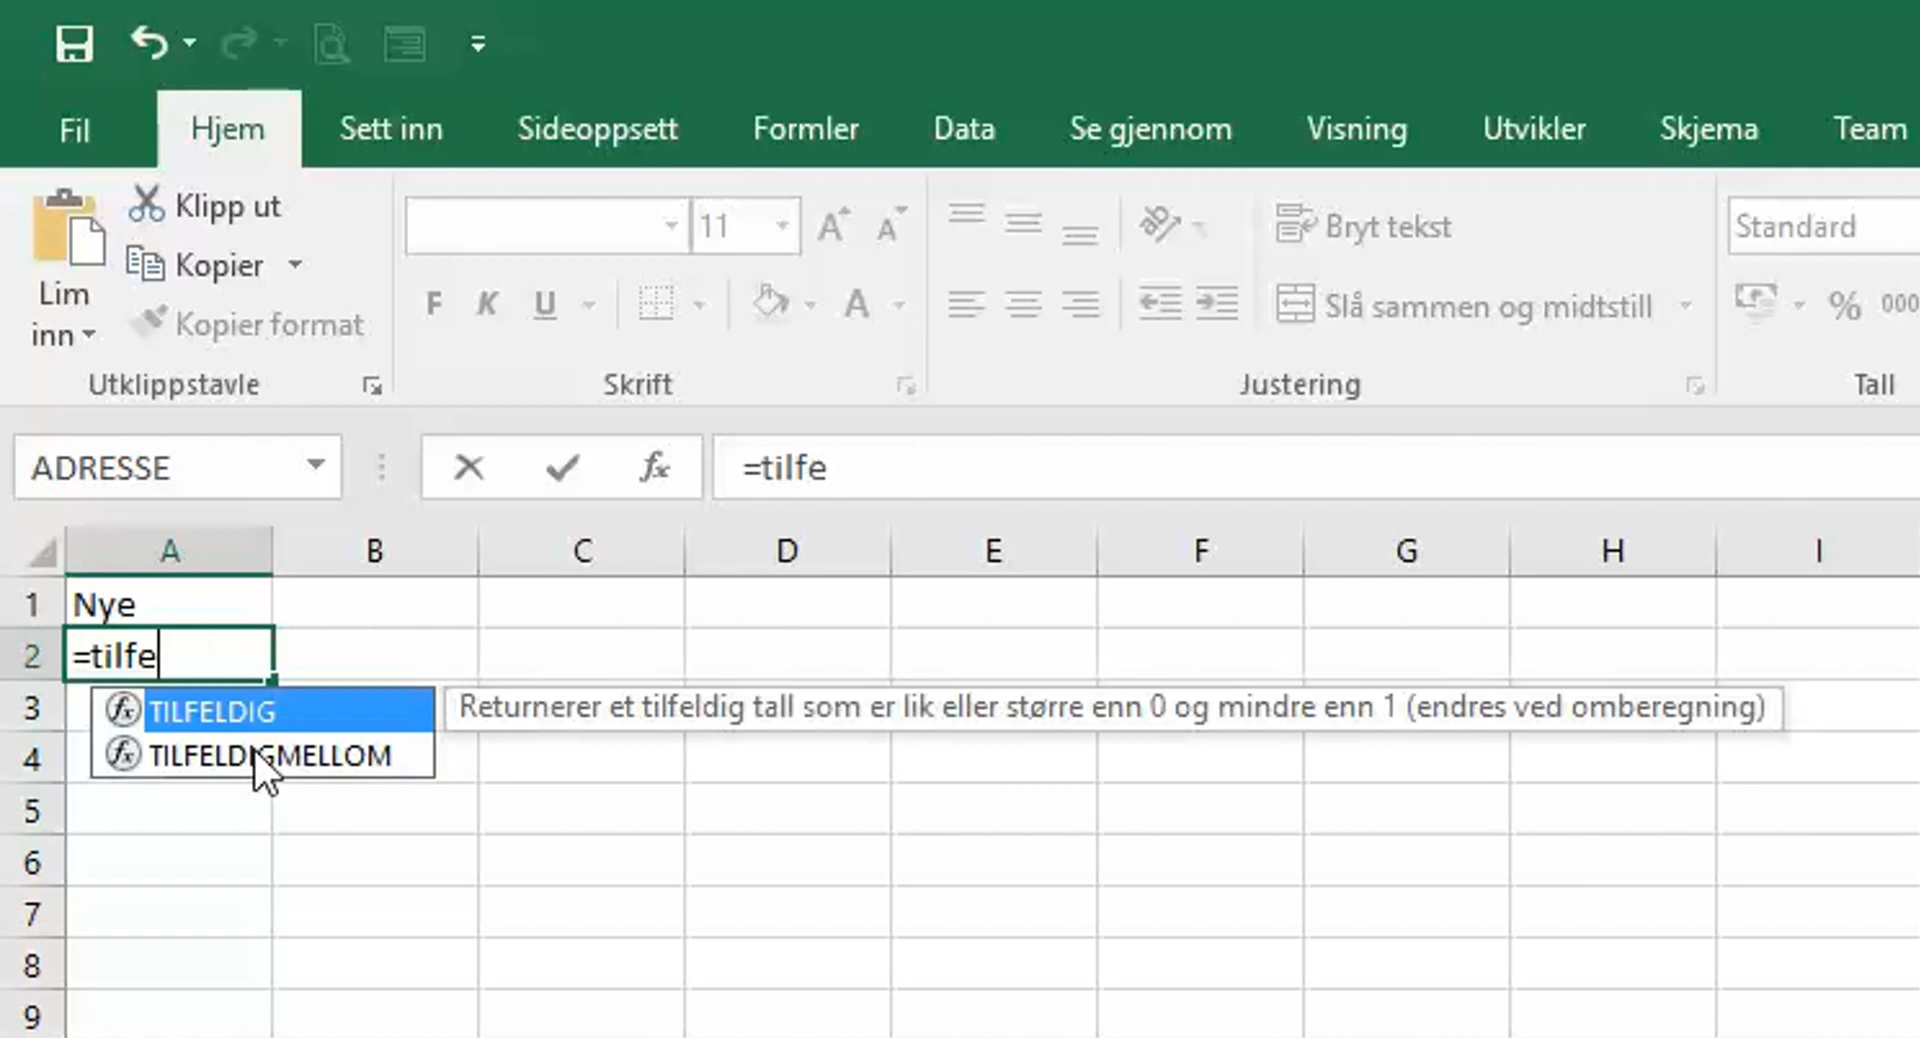 Fil Hjem Sett inn Sideoppsett Formler Data Se gjennom Visning Utvikler Skjema Team
Lim
inn
Klipp ut
Kopier
Kopier format
Utklippstavle
11
F K U A
Skrift
Bryt tekst
Slå sammen og midtstill
Justering
Standard
% 000
Tall
ADRESSE fx =tilfe
A B C D E F G H I
1 Nye
2 =tilfe
3 fx TILFELDIG Returnerer et tilfeldig tall som er lik eller større enn 0 og mindre enn 1 (endres ved omberegning)
4 fx TILFELDIGMELLOM
5
6
7
8
9